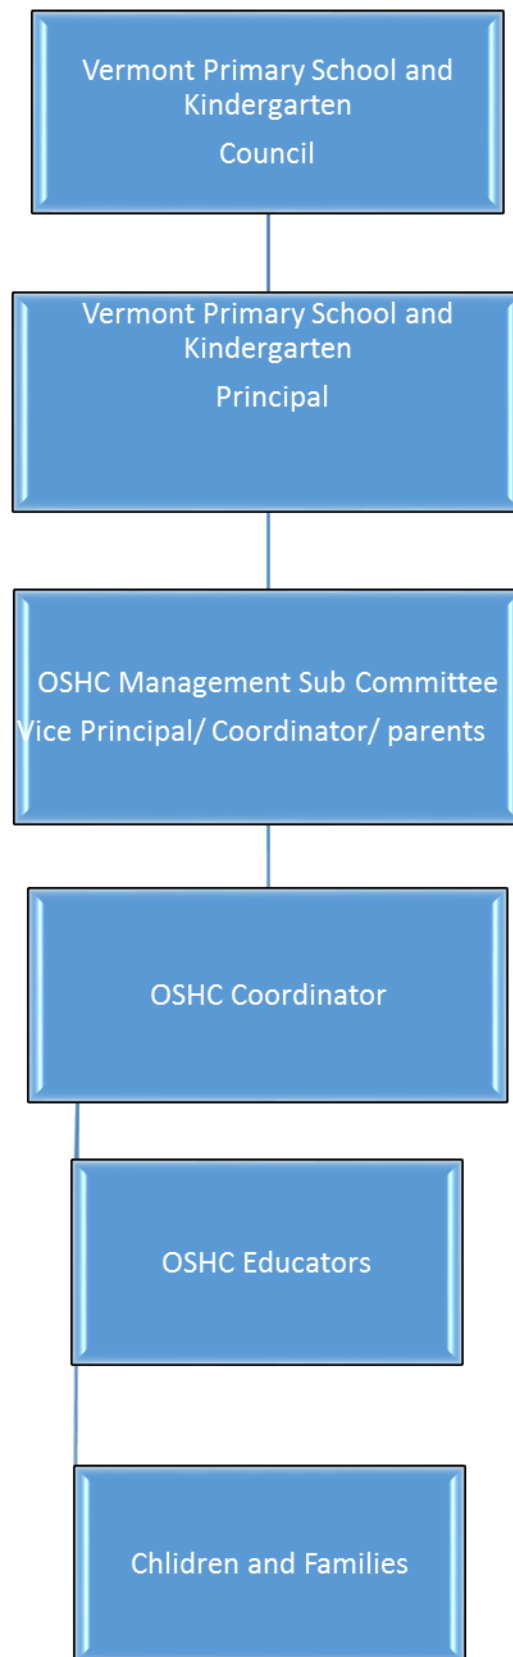 Vermont Primary School and
Kindergarten
Council
Vermont Primary School and
Kindergarten
Principal
OSHC Management Sub Committee
Vice Principal/ Coordinator/ parents
OSHC Coordinator
OSHC Educators
Chlidren and Families